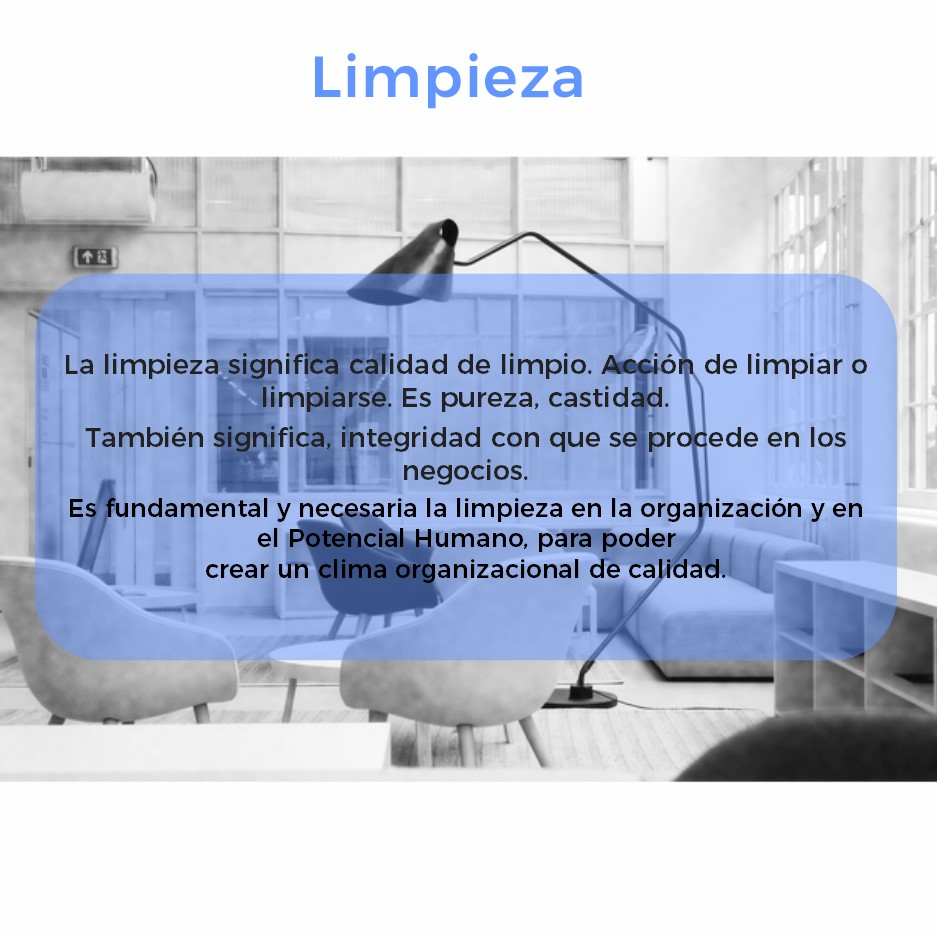 Limpieza
La limpieza significa calidad de limpio. Acción de limpiar o
limpiarse. Es pureza, castidad.
También significa, integridad con que se procede en los
negocios.
Es fundamental y necesaria la limpieza en la organización y en
el Potencial Humano, para poder
crear un clima organizacional de calidad.